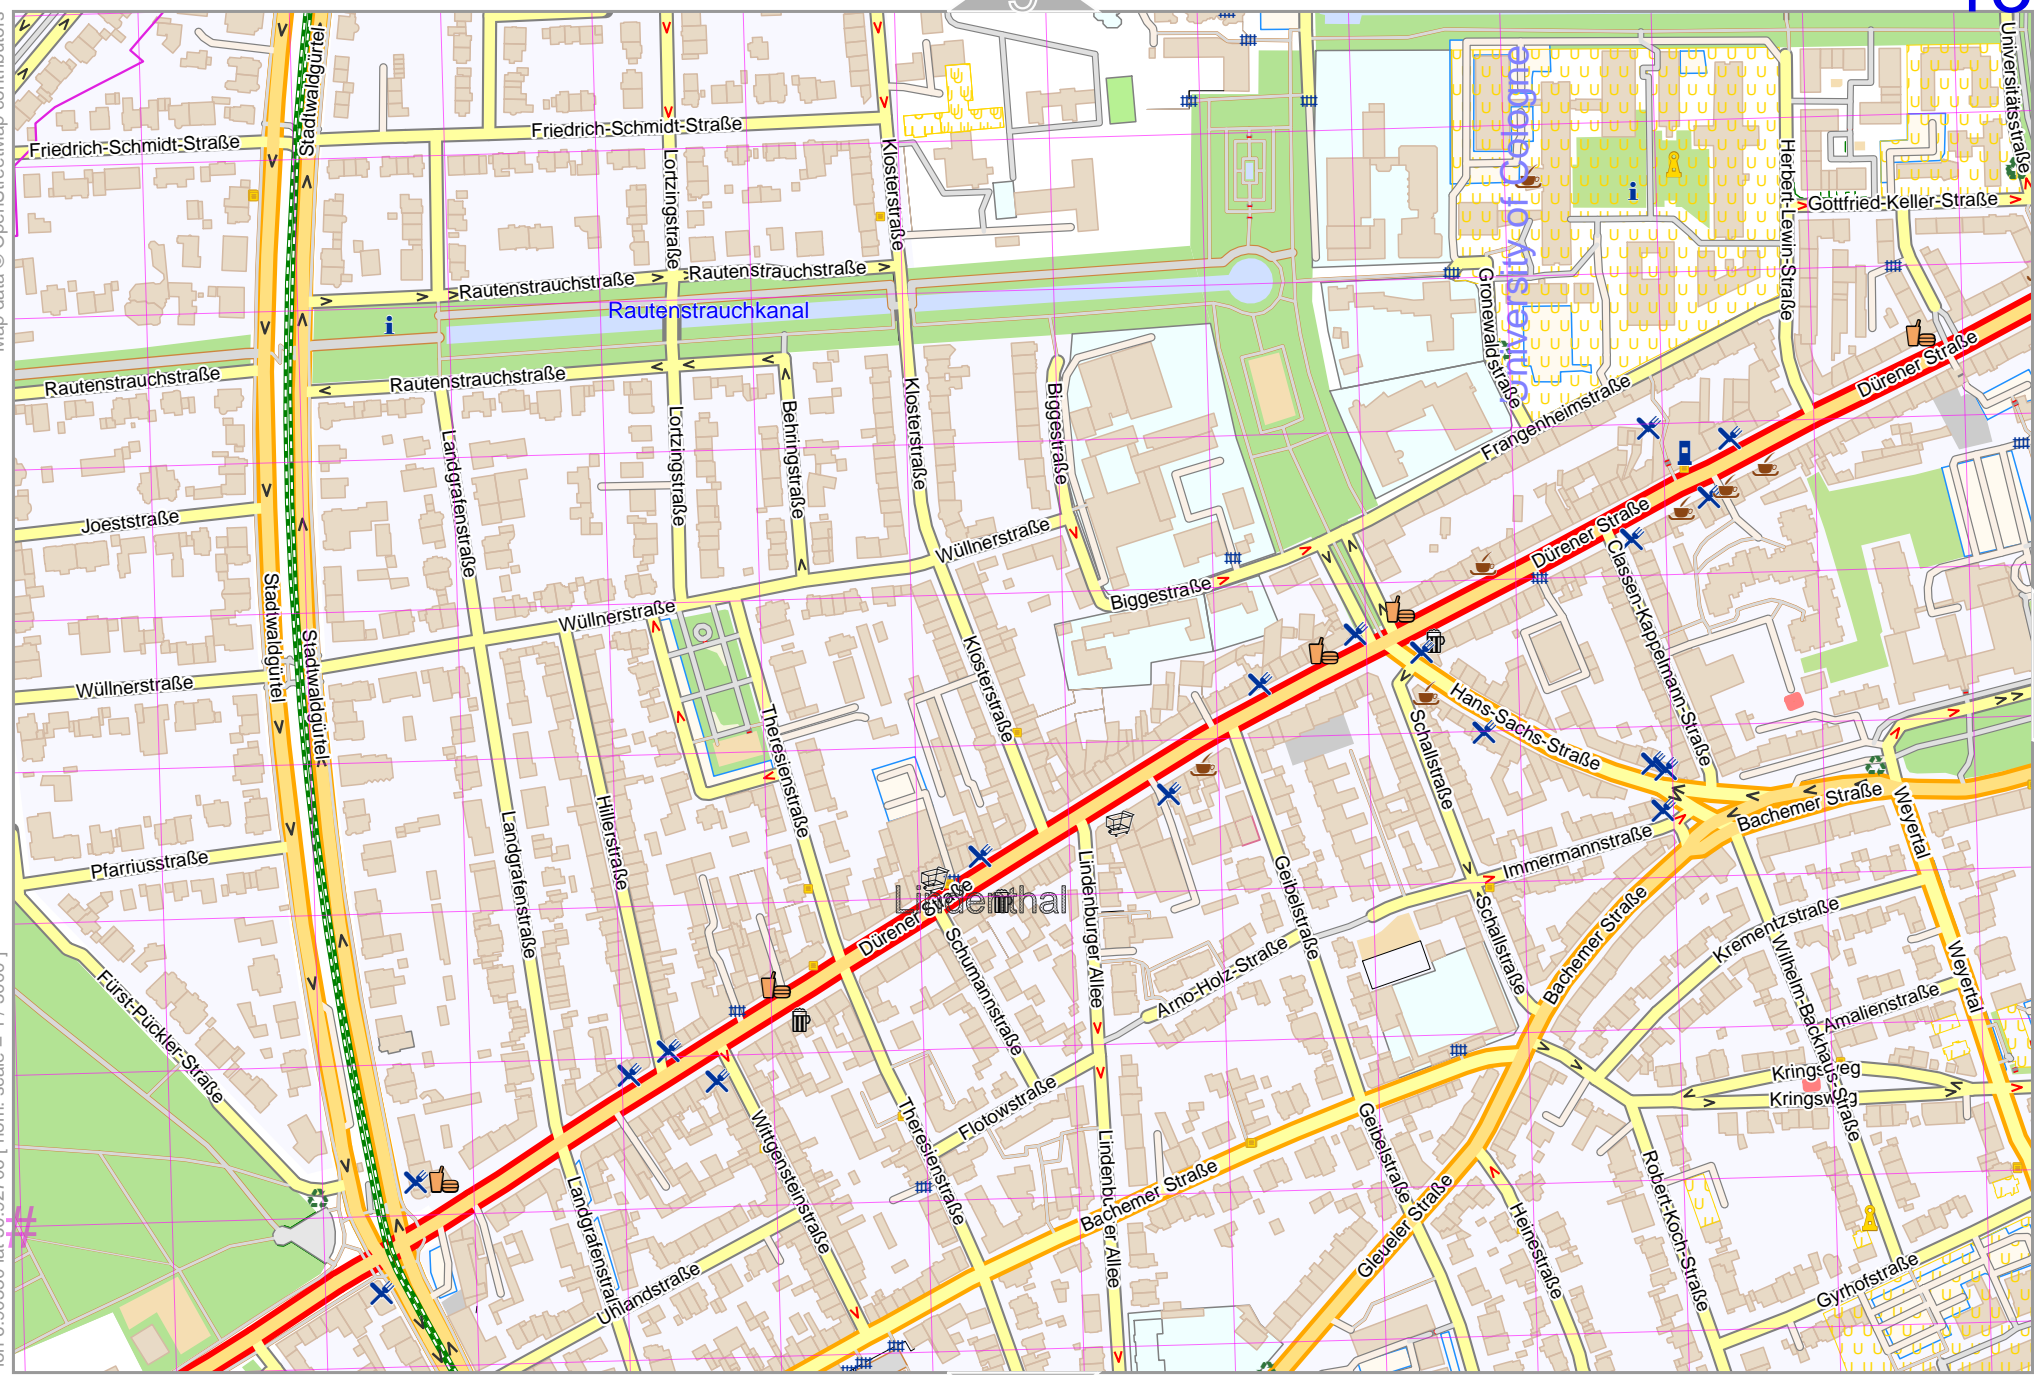 Stadtwaldgürtel
Universitätsstraße
University of Cologne
Friedrich-Schmidt-Straße
Friedrich-Schmidt-Straße
Lortzingstraße
Klosterstraße
Herbert-Lewin-Straße
Gottfried-Keller-Straße
Rautenstrauchstraße
Rautenstrauchstraße
Rautenstrauchkanal
Gronewaldstraße
Rautenstrauchstraße
Rautenstrauchstraße
Dürener Straße
Frangenheimstraße
Landgrafenstraße
Lortzingstraße
Behringstraße
Klosterstraße
Biggestraße
Joeststraße
Wüllnerstraße
Dürener Straße
Classen-Kappelmann-Straße
Biggestraße
Stadtwaldgürtel
Stadtwaldgürtel
Wüllnerstraße
Wüllnerstraße
Klosterstraße
Theresienstraße
Hans-Sachs-Straße
Schallstraße
Bachemer Straße
Weyertal
Pfarriusstraße
Landgrafenstraße
Hillerstraße
Immermannstraße
Geibelstraße
Lindenthal
Dürener Straße
Lindenburger Allee
Schumannstraße
Arno-Holz-Straße
Schallstraße
Bachemer Straße
Krementzstraße
Wilhelm-Backhaus-Straße
Weyertal
Amalienstraße
Fürst-Pückler-Straße
Kringsweg
Kringsweg
Flotowstraße
Theresienstraße
Wittgensteinstraße
Lindenburger Allee
Bachemer Straße
Geibelstraße
Gleueler Straße
Heinestraße
Robert-Koch-Straße
Gyrhofstraße
Landgrafenstraß
Uhlandstraße
#